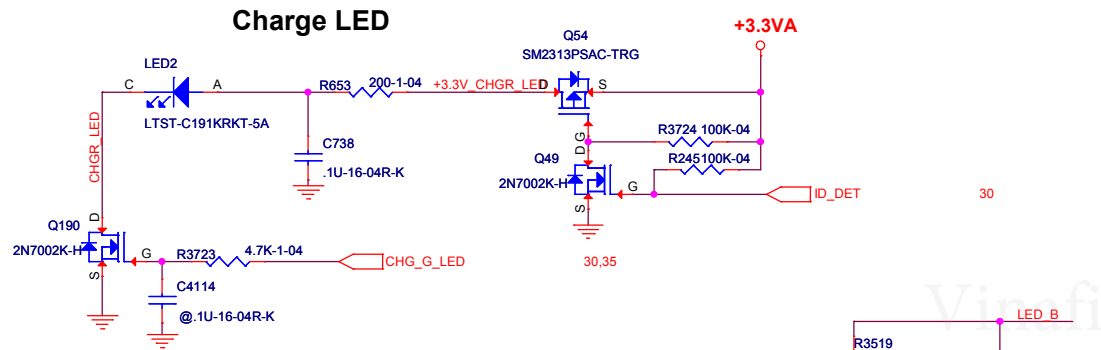 Charge LED
Q54
SM2313PSAC-TRG
+3.3VA
LED2
C
A
LTST-C191KRKT-5A
R653
200-1-04
+3.3V_CHGR_LED
D
S
G
R3724 100K-04
R245100K-04
C738
.1U-16-04R-K
CHGR_LED
Q49
D
2N7002K-H
G
S
ID_DET
30
30,35
Q190
D
2N7002K-H
G
S
R3723
4.7K-1-04
CHG_G_LED
C4114
@.1U-16-04R-K
Vinafi
LED_B
R3519